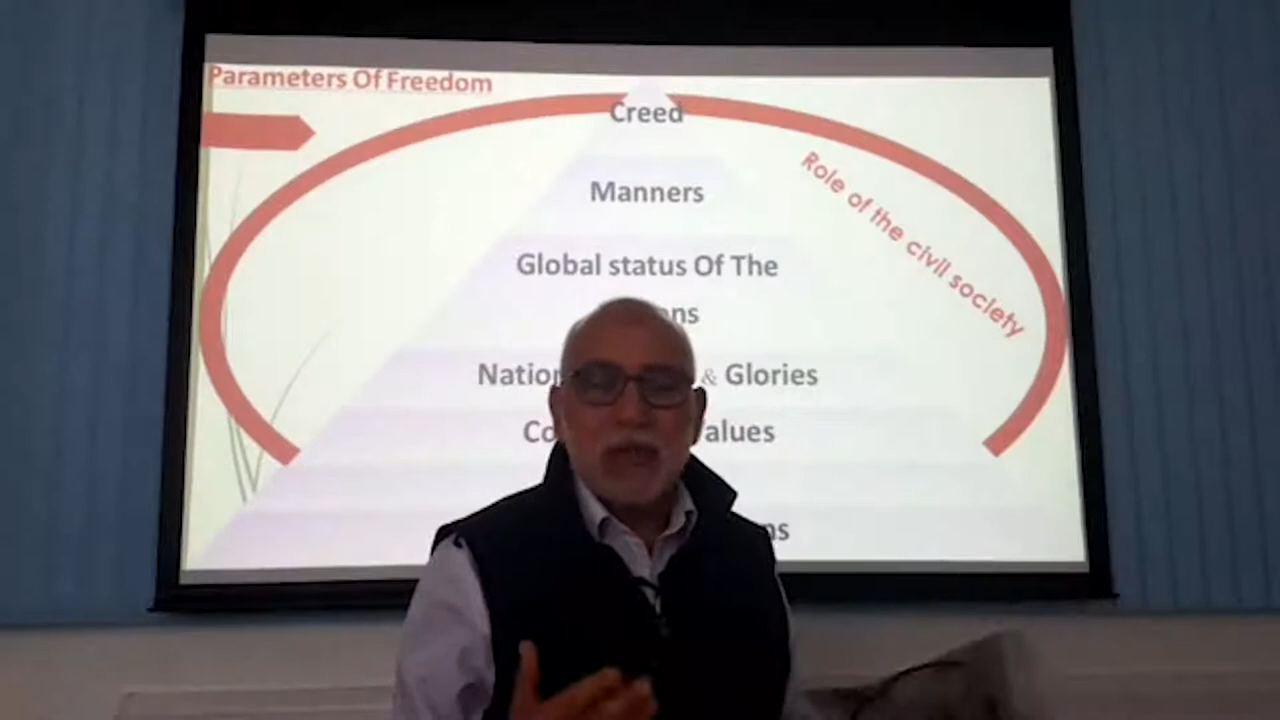 Parameters Of Freedom
Creed
Role of the civil society
Manners
Global status Of The
& Glories